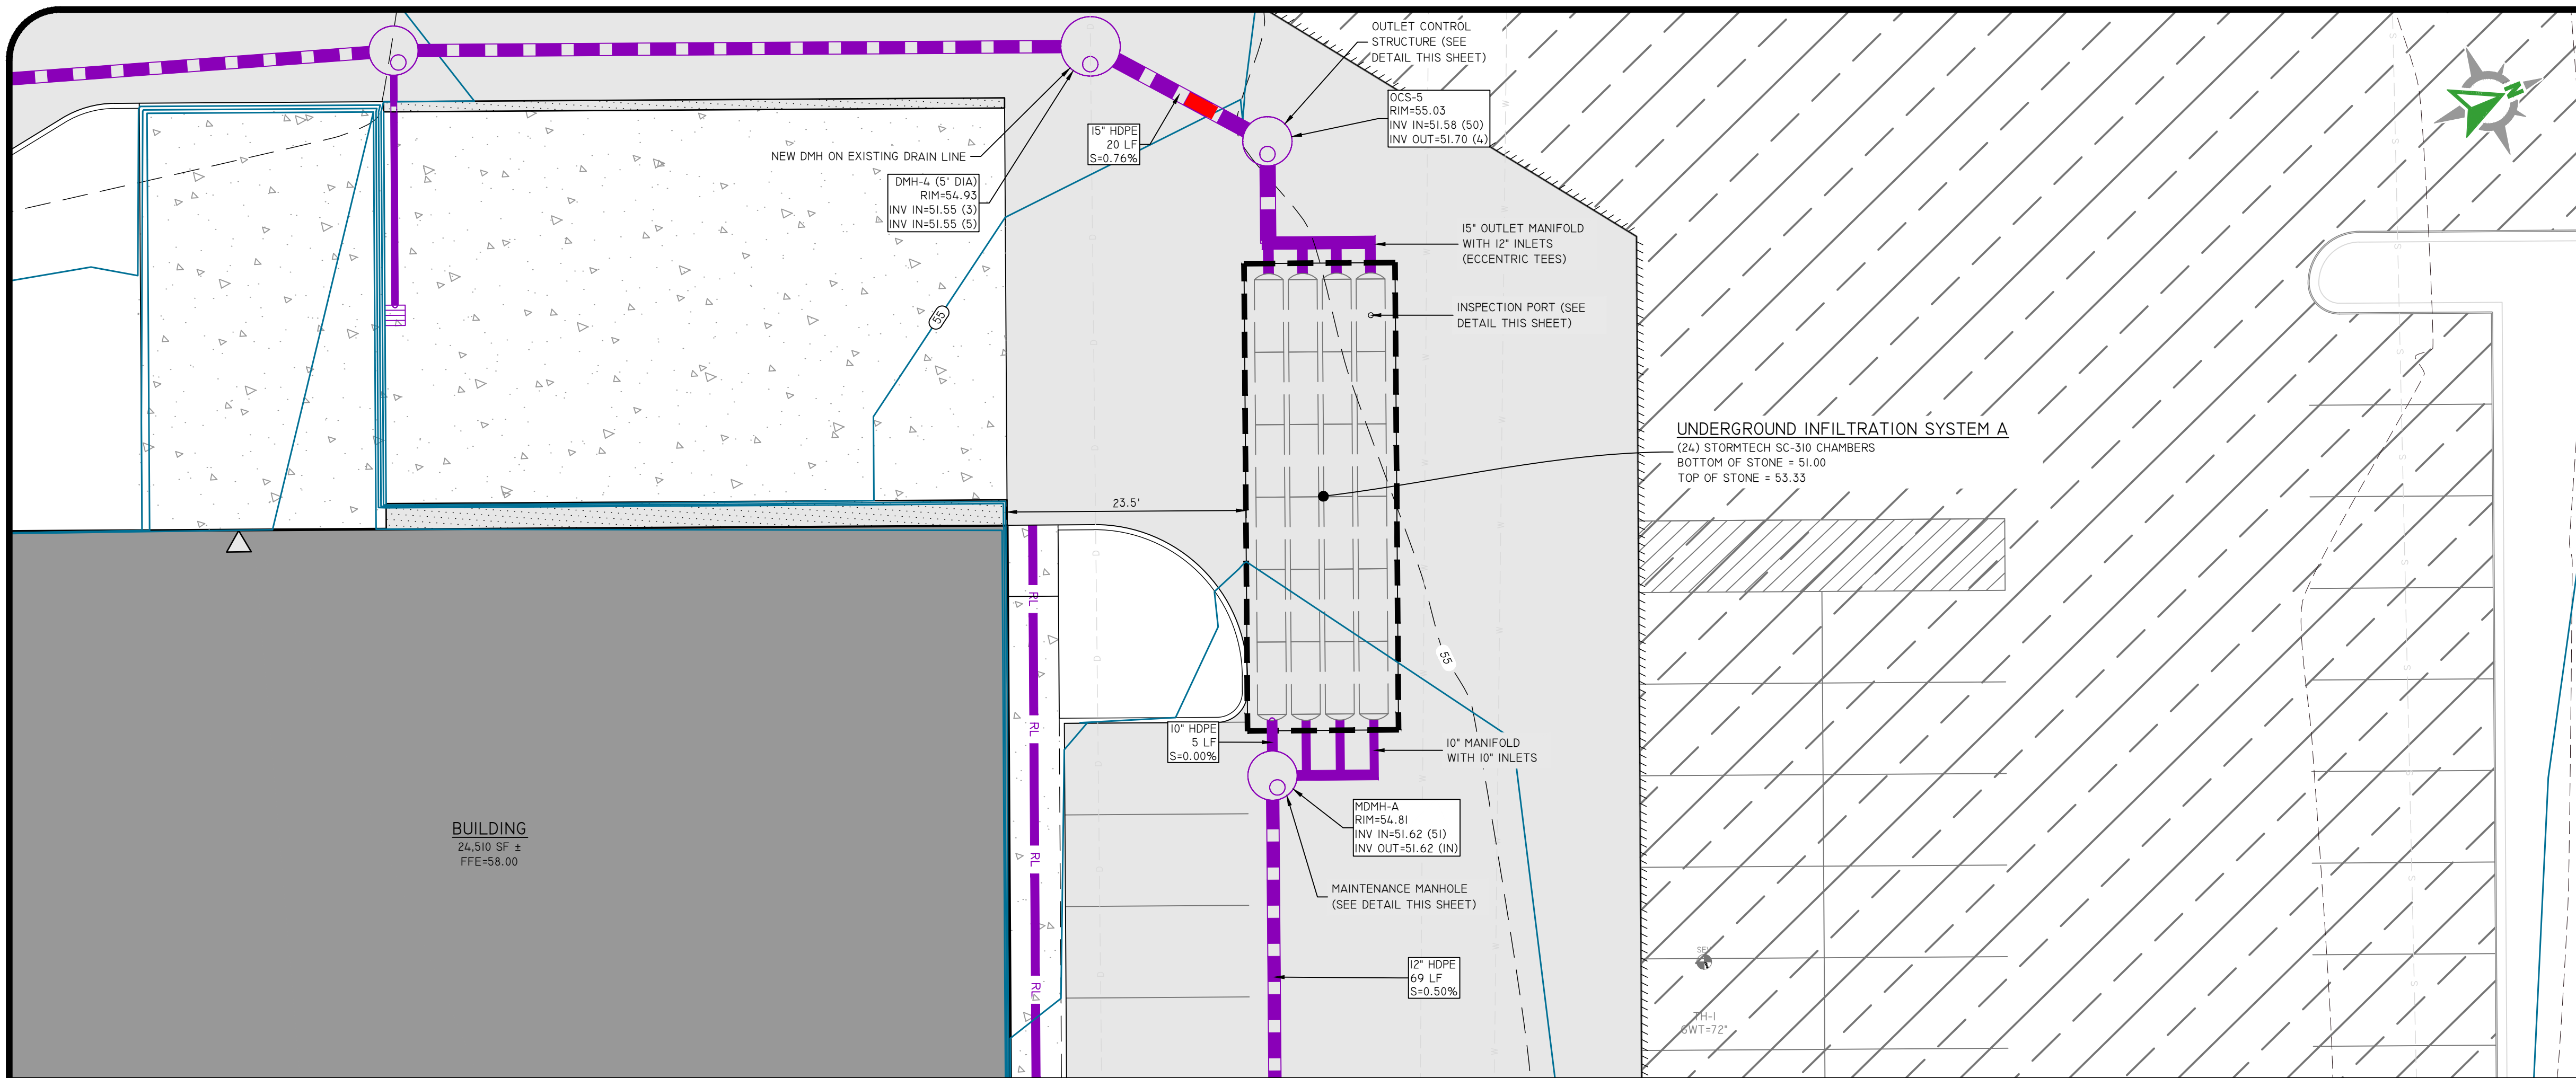 OUTLET CONTROL
STRUCTURE (SEE
DETAIL THIS SHEET)
N
OCS-5
RIM=55.03
INV IN=51.58 (50)
INV OUT=51.70 (4)
15" HDPE
20 LF
S=0.76%
NEW DMH ON EXISTING DRAIN LINE
DMH-4 (5' DIA)
RIM=54.93
INV IN=51.55 (3)
INV IN=51.55 (5)
15" OUTLET MANIFOLD
WITH 12" INLETS
(ECCENTRIC TEES)
55
INSPECTION PORT (SEE
DETAIL THIS SHEET)
UNDERGROUND INFILTRATION SYSTEM A
(24) STORMTECH SC-310 CHAMBERS
BOTTOM OF STONE = 51.00
TOP OF STONE = 53.33
23.5'
RL
55
RL
10" HDPE
5 LF
S=0.00%
10" MANIFOLD
WITH 10" INLETS
MDMH-A
RIM=54.81
INV IN=51.62 (51)
INV OUT=51.62 (IN)
BUILDING
24,510 SF ±
FFE=58.00
RL
MAINTENANCE MANHOLE
(SEE DETAIL THIS SHEET)
12" HDPE
69 LF
S=0.50%
RL
TH-1
GWT=72"